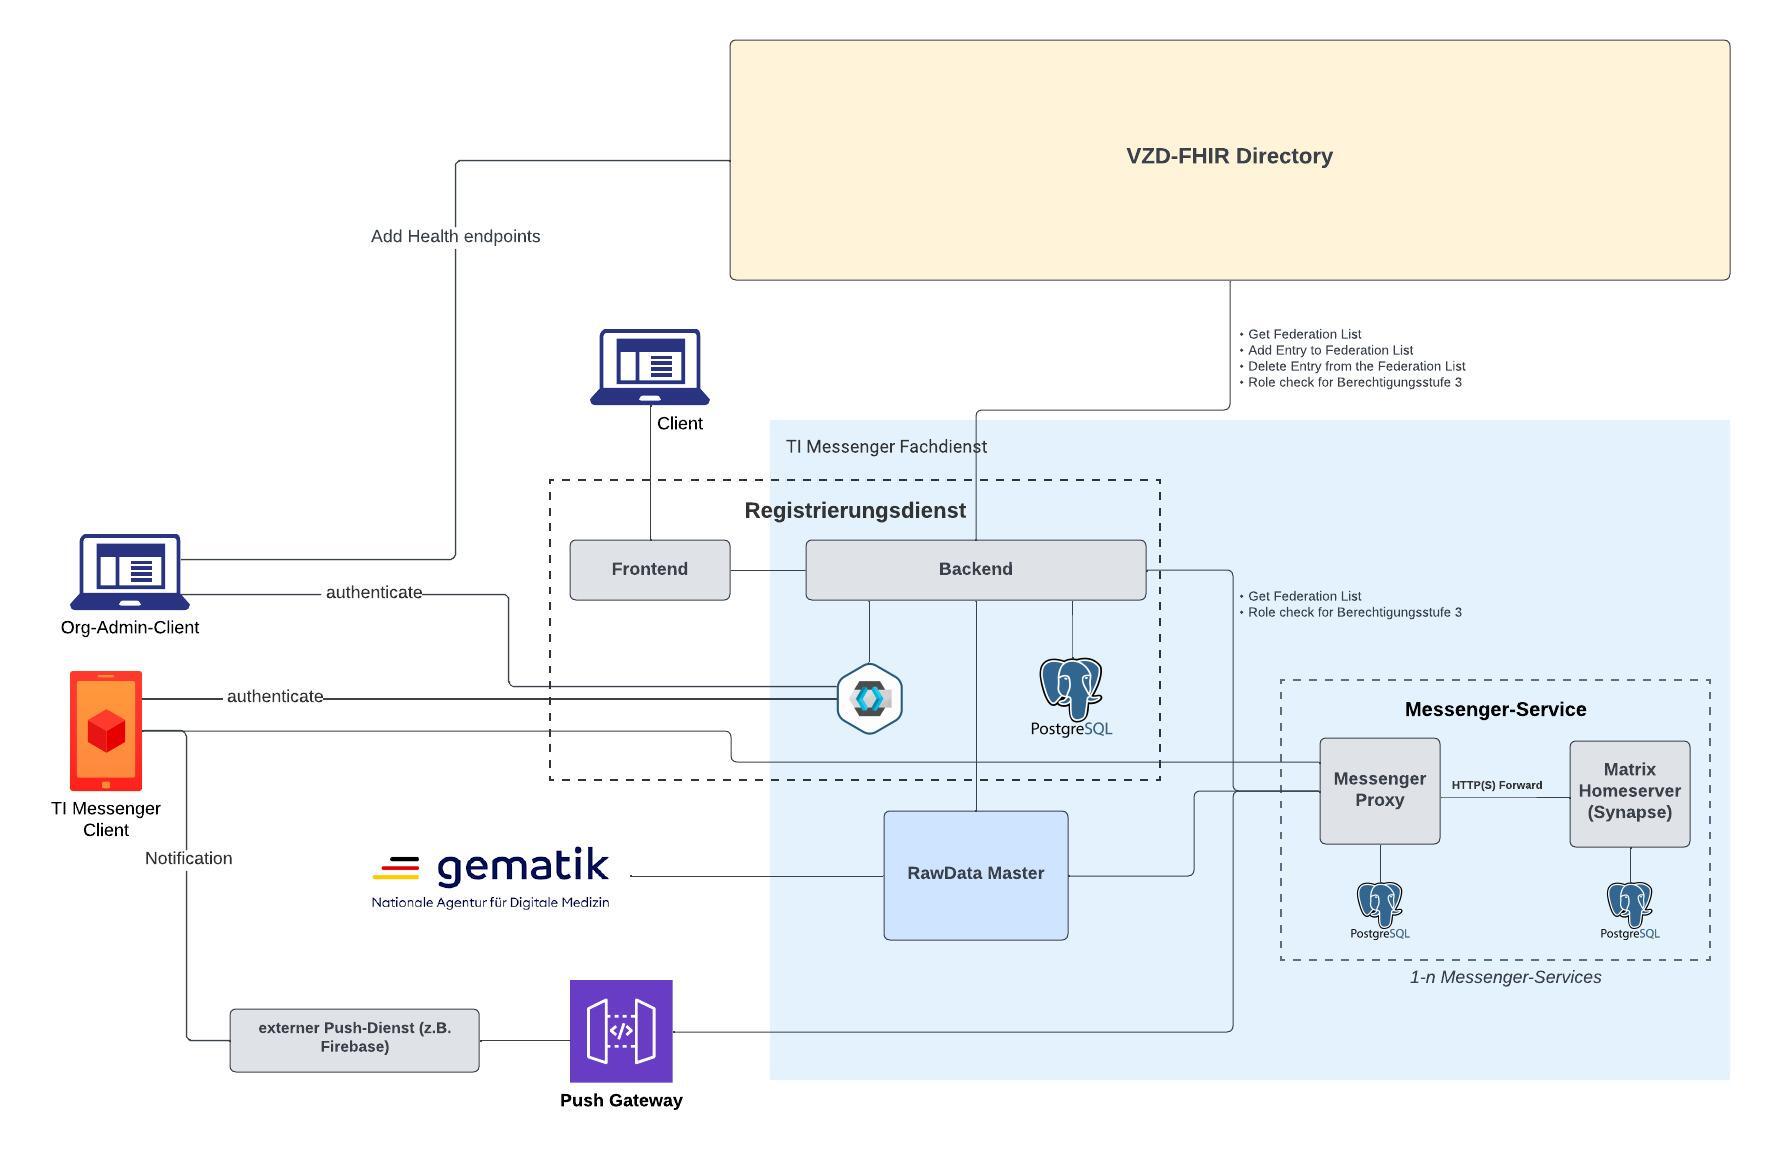 VZD-FHIR Directory
Add Health endpoints
• Get Federation List
• Add Entry to Federation List
• Delete Entry from the Federation List
• Role check for Berechtigungsstufe 3
Client
TI Messenger Fachdienst
Registrierungsdienst
Frontend
Backend
authenticate
Org-Admin-Client
• Get Federation List
• Role check for Berechtigungsstufe 3
authenticate
PostgreSQL
Messenger-Service
Messenger
Proxy
HTTP(S) Forward
Matrix
Homeserver
(Synapse)
TI Messenger
Client
Notification
gematik
Nationale Agentur für Digitale Medizin
RawData Master
PostgreSQL
PostgreSQL
1-n Messenger-Services
externer Push-Dienst (z.B.
Firebase)
</>
Push Gateway